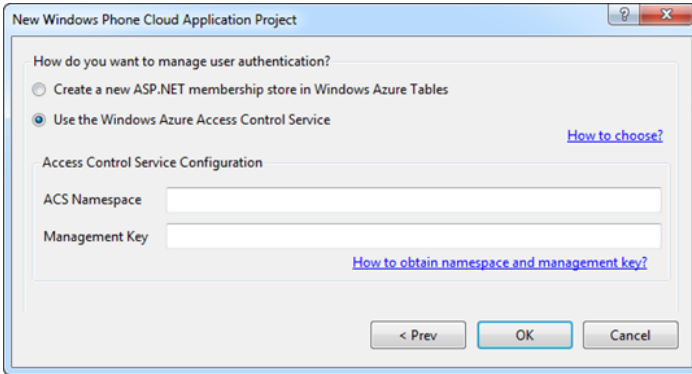 New Windows Phone Cloud Application Project
How do you want to manage user authentication?
Create a new ASP.NET membership store in Windows Azure Tables
Use the Windows Azure Access Control Service
How to choose?
Access Control Service Configuration
ACS Namespace
Management Key
How to obtain namespace and management key?
< Prev OK Cancel